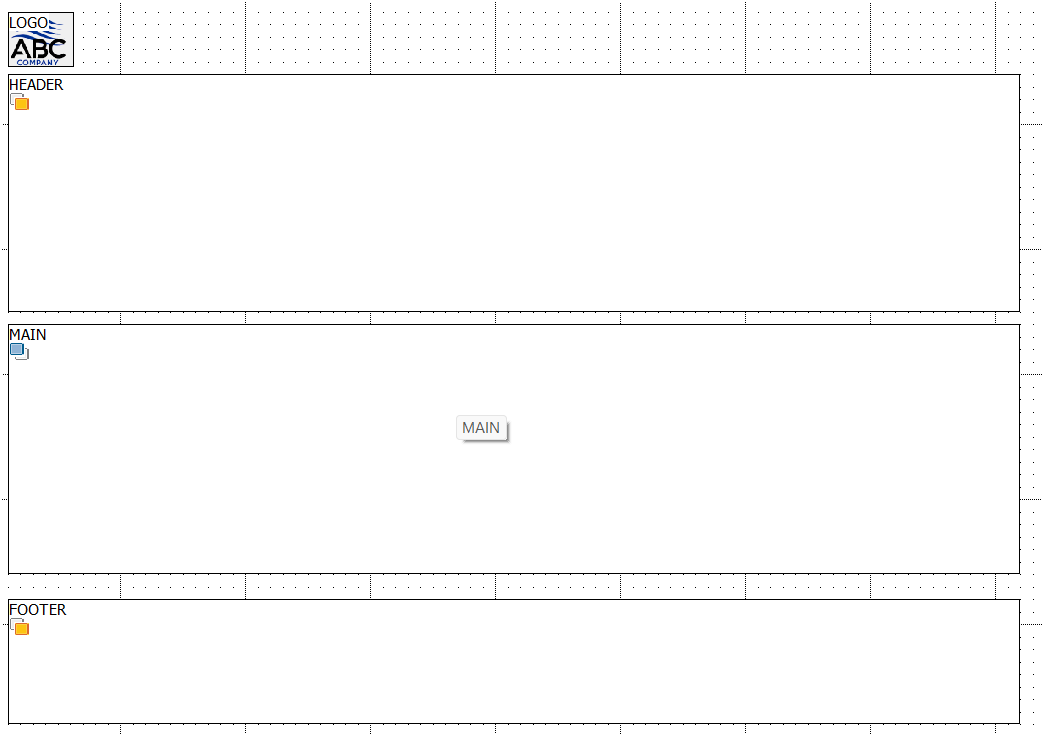 LOGO
ABC
COMPANY
HEADER
MAIN
MAIN
FOOTER